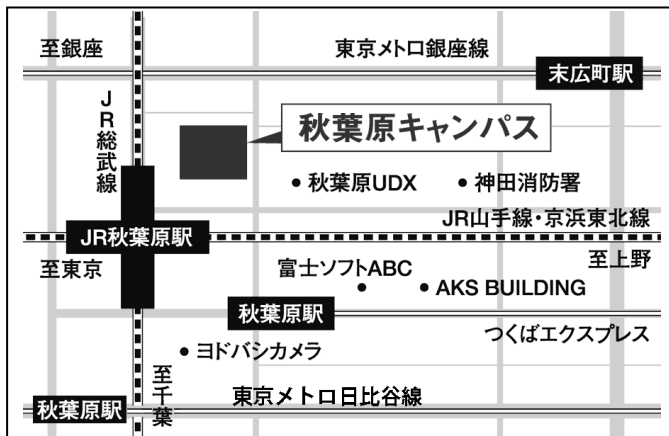 至銀座
東京メトロ銀座線
末広町駅
JR総武線
秋葉原キャンパス
秋葉原UDX
神田消防署
JR山手線・京浜東北線
JR秋葉原駅
至東京
至上野
富士ソフトABC
AKS BUILDING
秋葉原駅
つくばエクスプレス
ヨドバシカメラ
至千葉
東京メトロ日比谷線
秋葉原駅